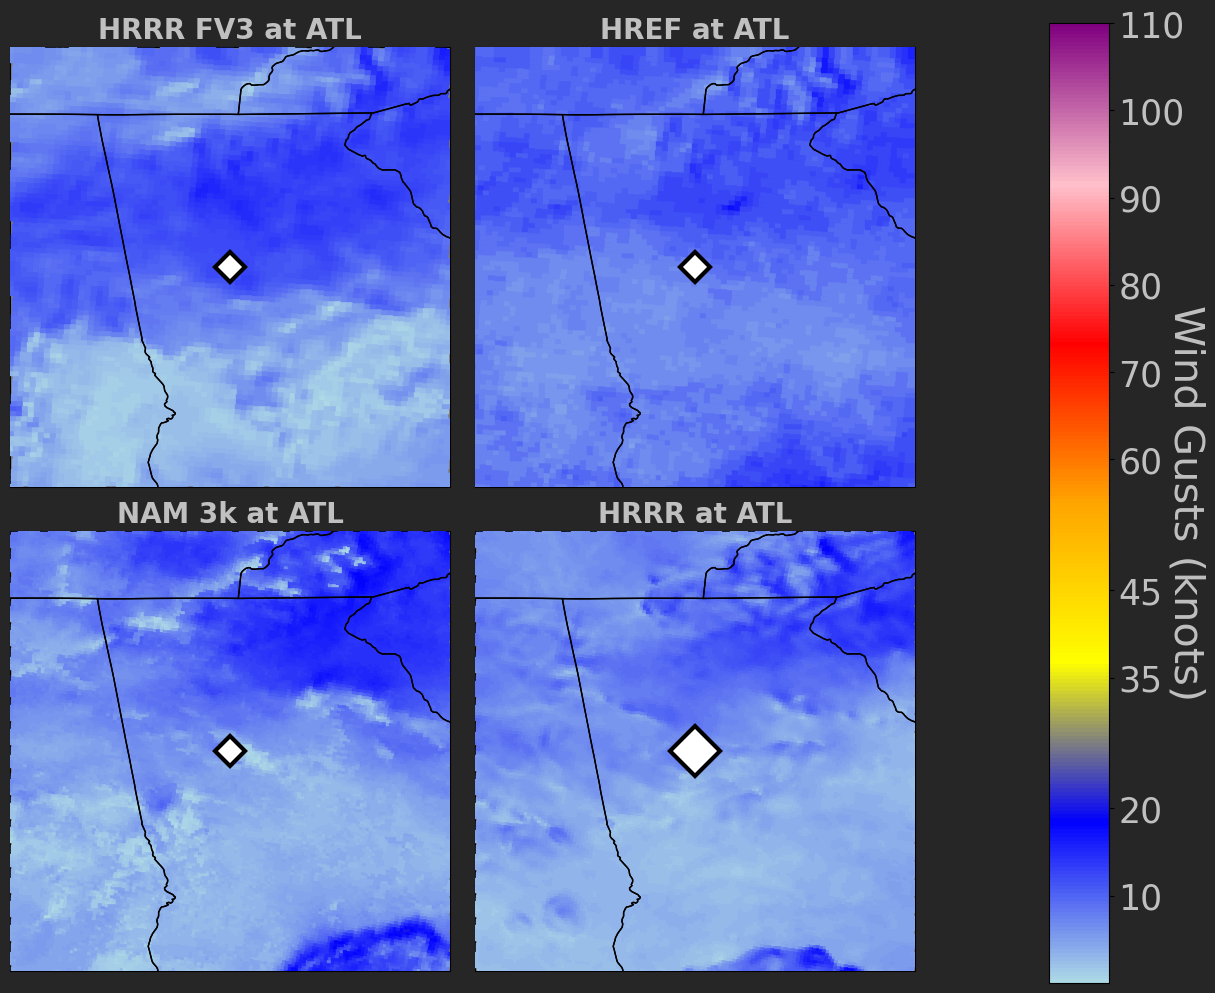 HRRR FV3 at ATL
HREF at ATL
NAM 3k at ATL
HRRR at ATL
110
100
90
80
70
60
45
35
20
10
Wind Gusts (knots)